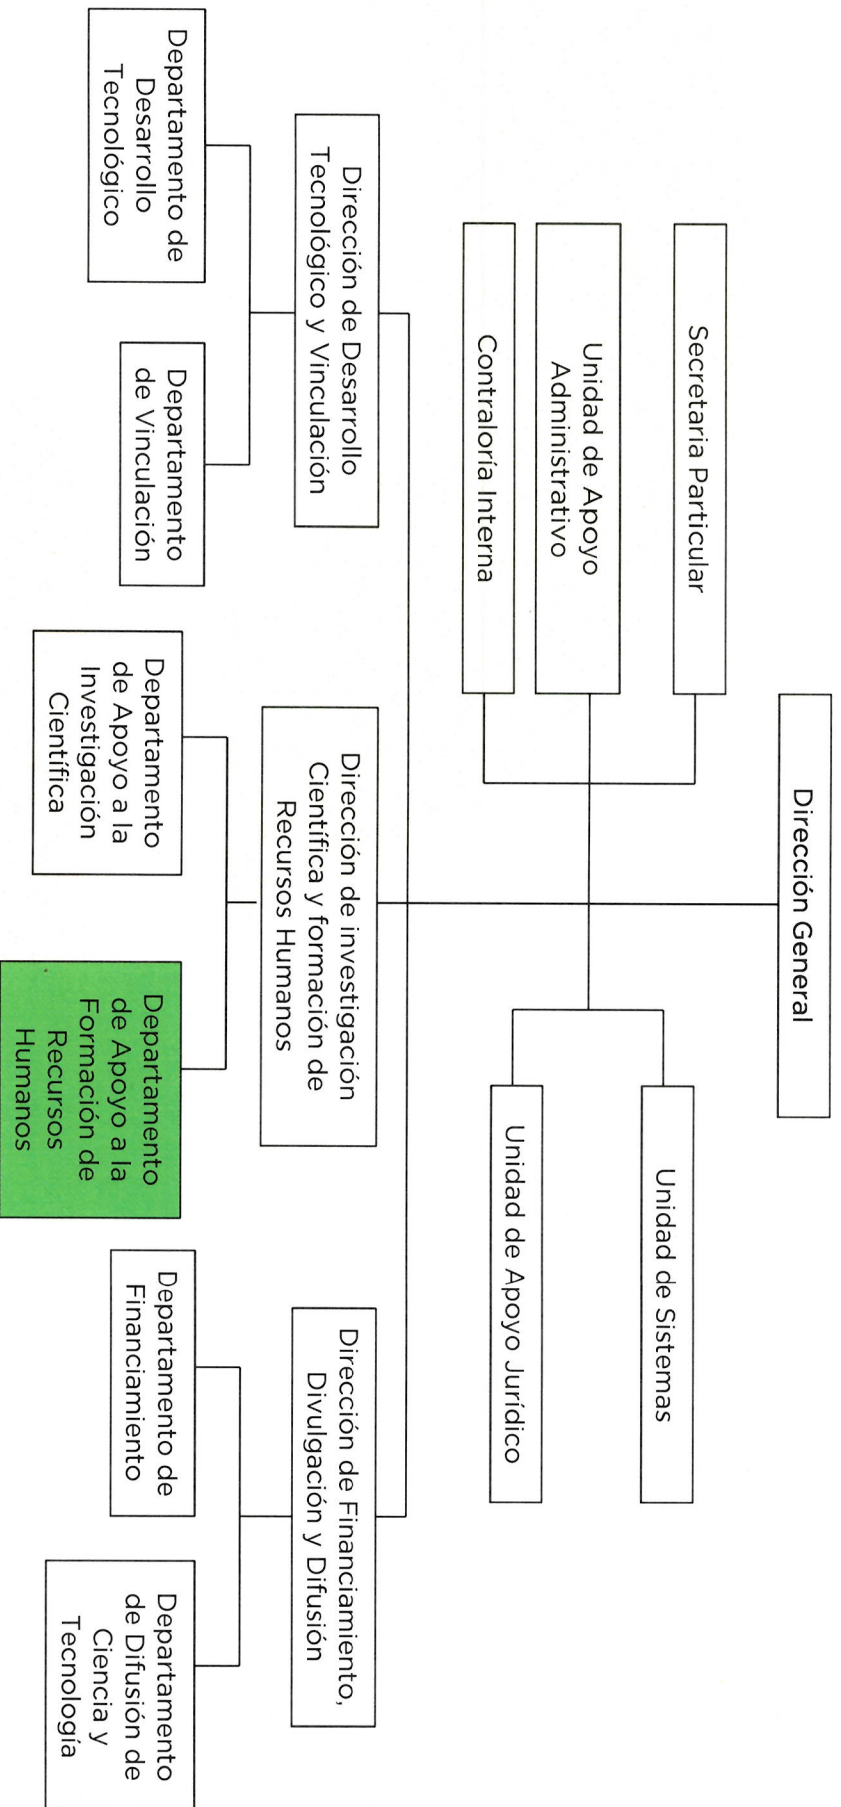 Dirección General
Secretaria Particular
Unidad de Apoyo
Administrativo
Contraloría Interna
Unidad de Sistemas
Unidad de Apoyo Jurídico
Dirección de Desarrollo
Tecnológico y Vinculación
Dirección de investigación
Científica y formación de
Recursos Humanos
Dirección de Financiamiento,
Divulgación y Difusión
Departamento de
Desarrollo
Tecnológico
Departamento
de Vinculación
Departamento
de Apoyo a la
Investigación
Científica
Departamento
de Apoyo a la
Formación de
Recursos
Humanos
Departamento de
Financiamiento
Departamento
de Difusión de
Ciencia y
Tecnología